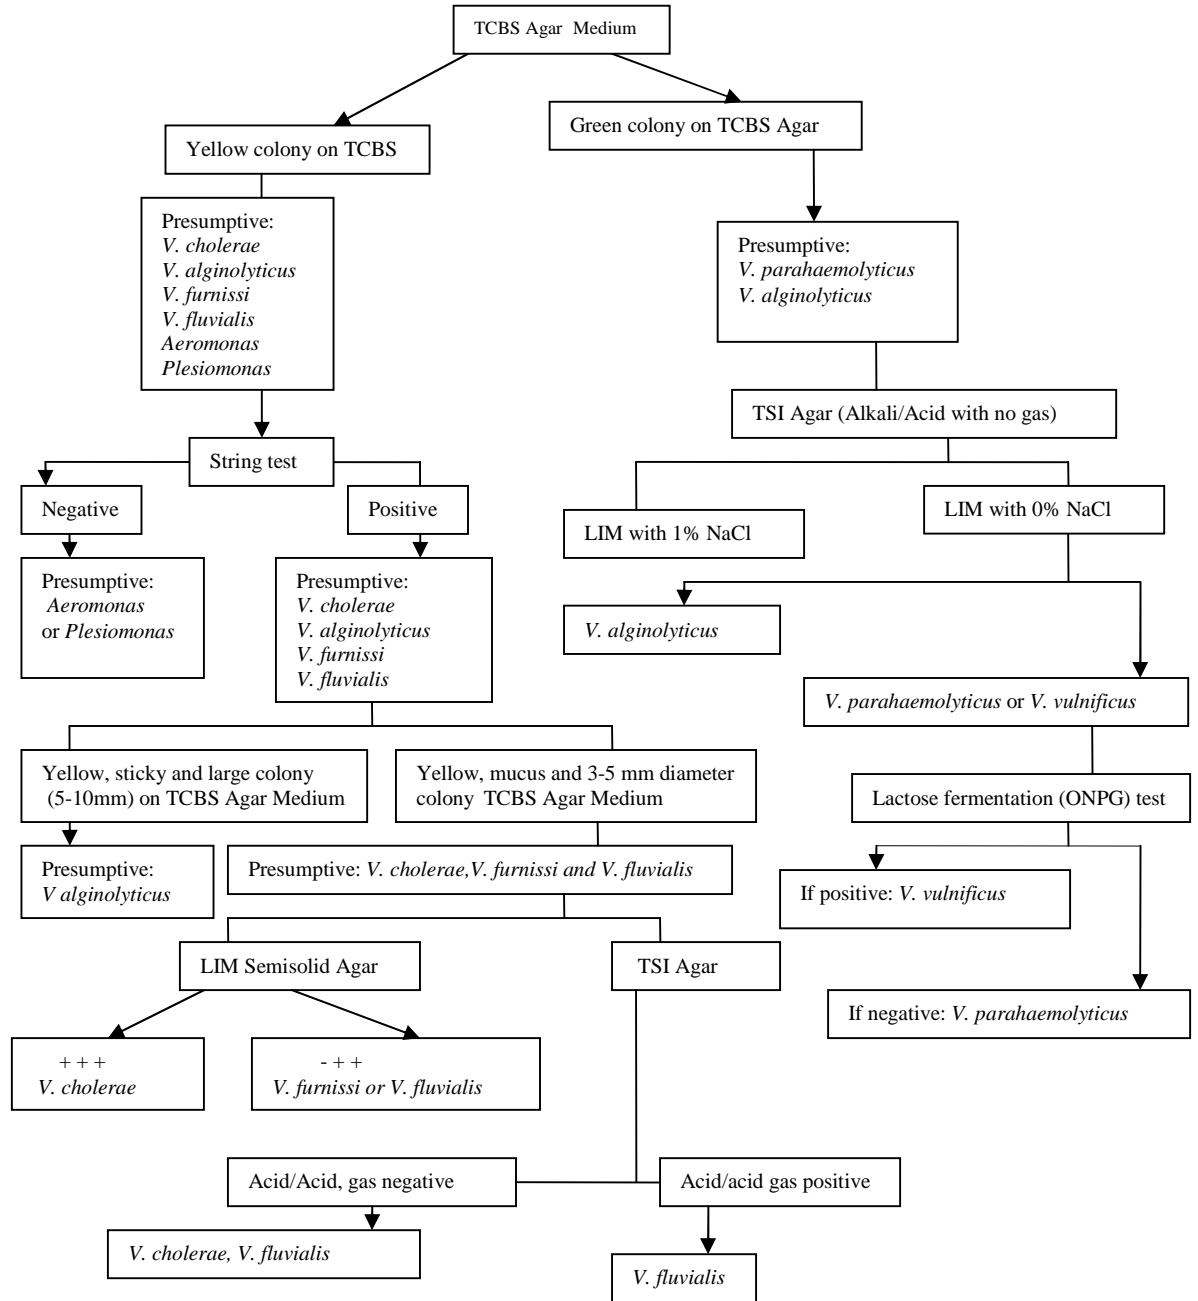 TCBS Agar Medium
Yellow colony on TCBS
Green colony on TCBS Agar
Presumptive:
V. cholerae
V. alginolyticus
V. furnissi
V. fluvialis
Aeromonas
Plesiomonas
Presumptive:
V. parahaemolyticus
V. alginolyticus
TSI Agar (Alkali/Acid with no gas)
String test
Negative
Positive
LIM with 1% NaCl
LIM with 0% NaCl
Presumptive:
Aeromonas
or Plesiomonas
Presumptive:
V. cholerae
V. alginolyticus
V. furnissi
V. fluvialis
V. alginolyticus
V. parahaemolyticus or V. vulnificus
Yellow, sticky and large colony
(5-10mm) on TCBS Agar Medium
Yellow, mucus and 3-5 mm diameter
colony TCBS Agar Medium
Lactose fermentation (ONPG) test
Presumptive:
V alginolyticus
Presumptive: V. cholerae,V. furnissi and V. fluvialis
If positive: V. vulnificus
LIM Semisolid Agar
TSI Agar
If negative: V. parahaemolyticus
+ + +
V. cholerae
- + +
V. furnissi or V. fluvialis
Acid/Acid, gas negative
Acid/acid gas positive
V. cholerae, V. fluvialis
V. fluvialis